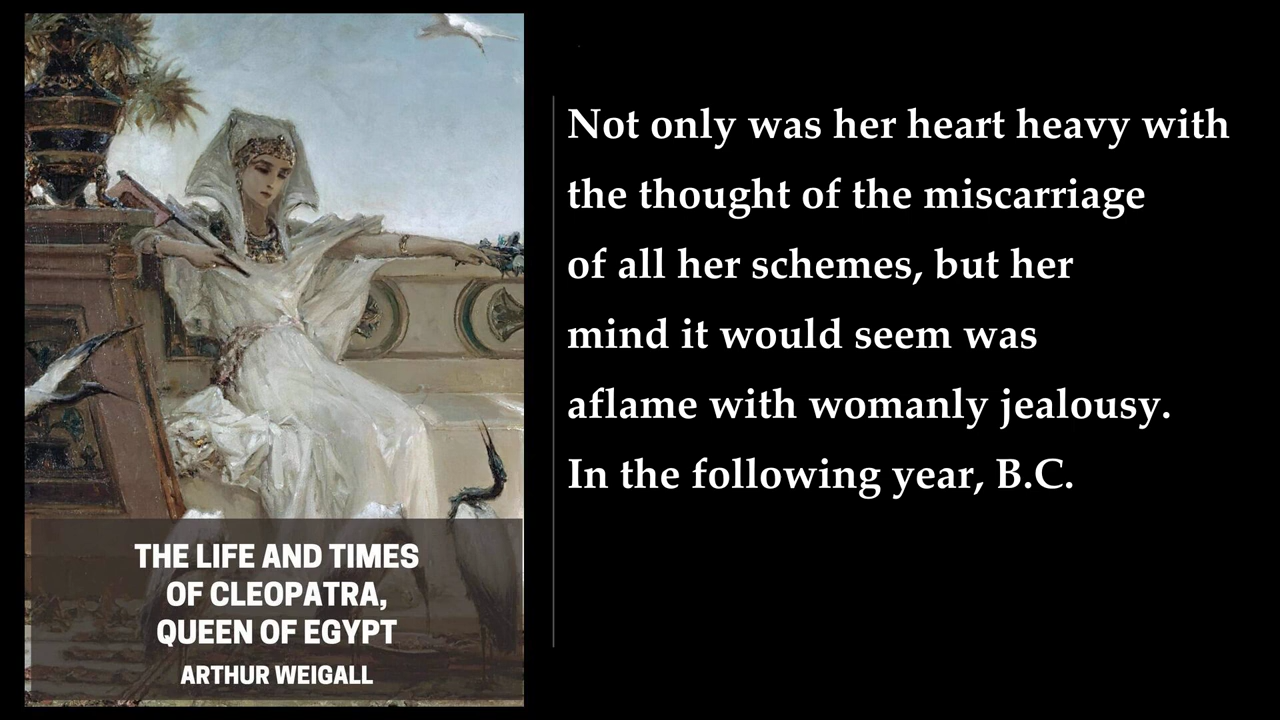 Not only was her heart heavy with
the thought of the miscarriage
of all her schemes, but her
mind it would seem was
aflame with womanly jealousy.
In the following year, B.C.
THE LIFE AND TIMES
OF CLEOPATRA,
QUEEN OF EGYPT
ARTHUR WEIGALL